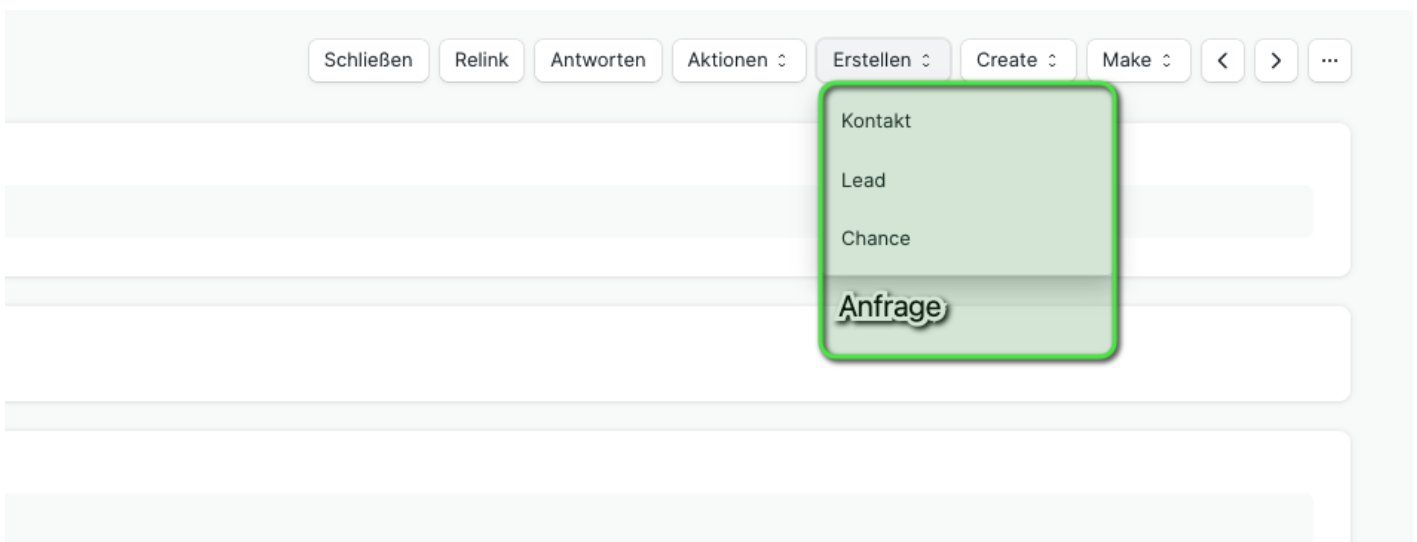 Schließen Relink Antworten Aktionen Erstellen Create Make ...
Kontakt
Lead
Chance
Anfrage